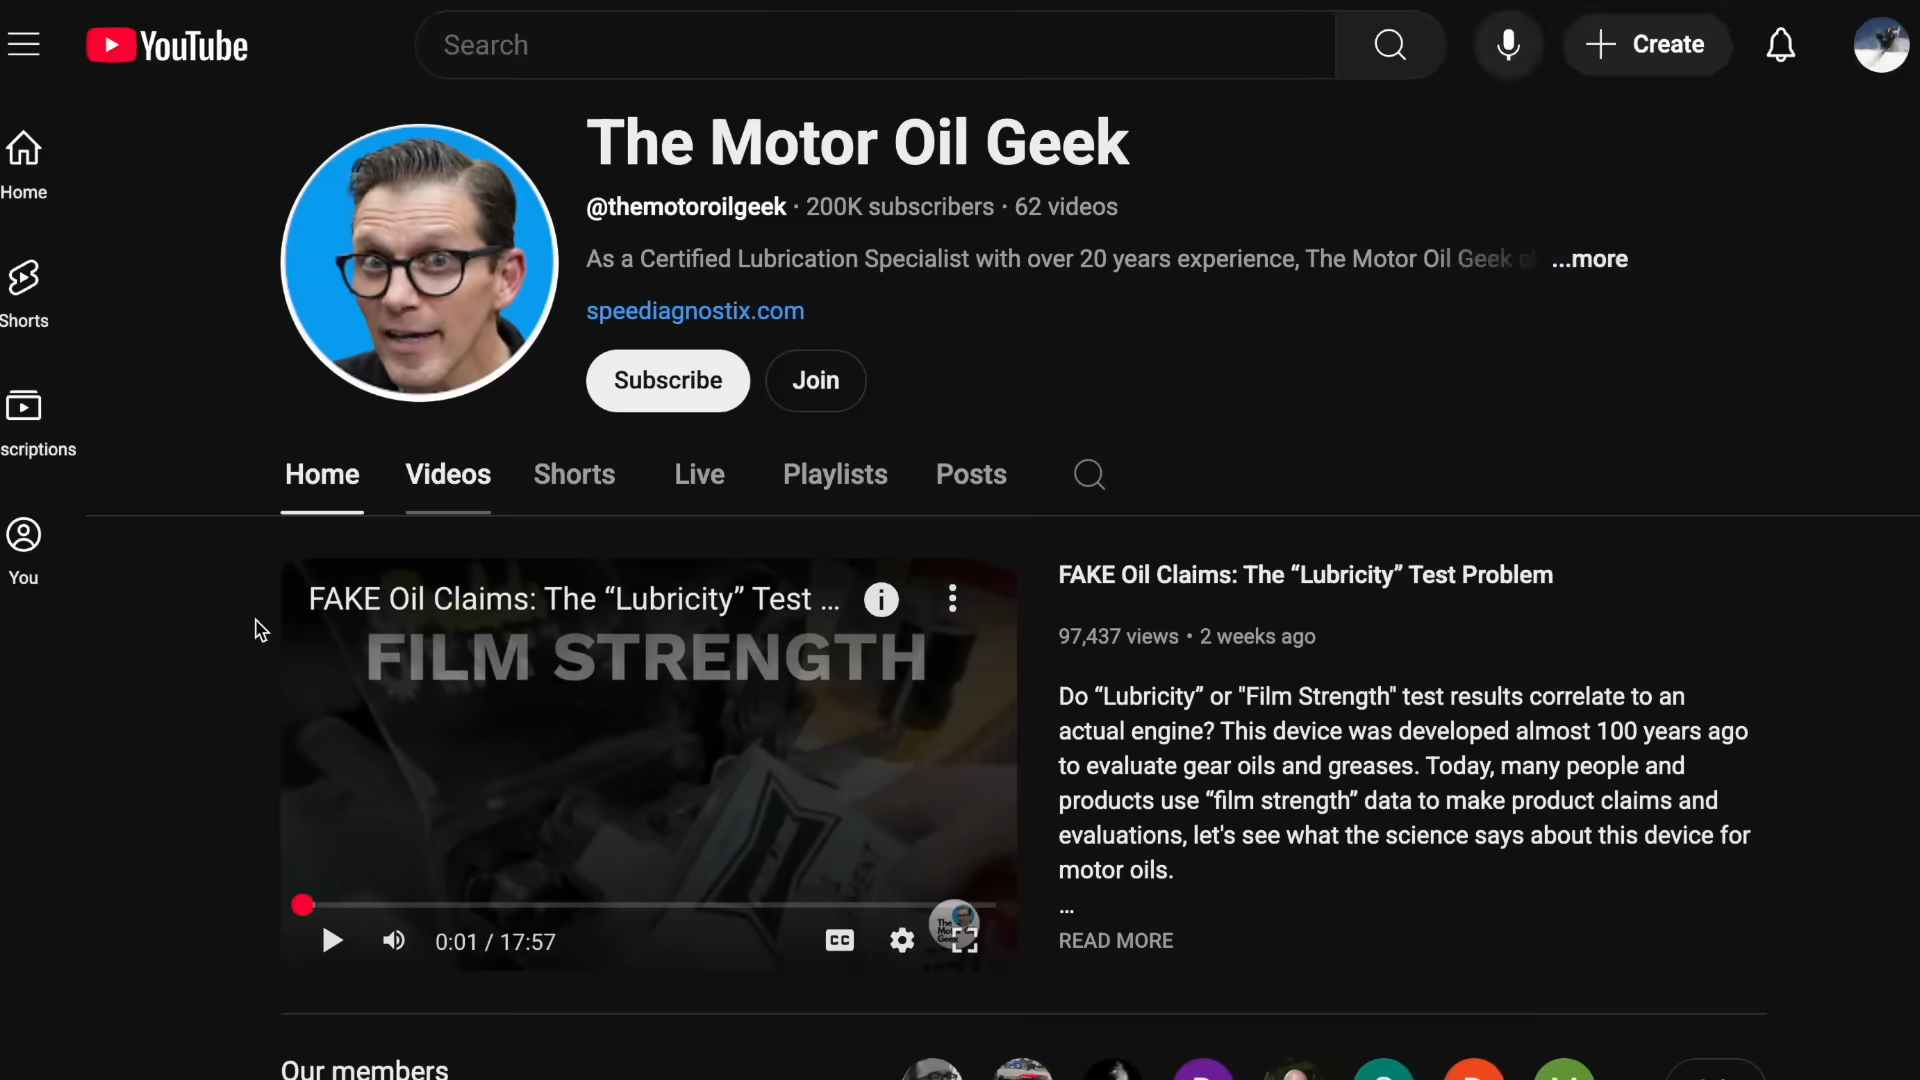 YouTube
Search
Create
Home
Shorts
scriptions
You
The Motor Oil Geek
@themotoroilgeek · 200K subscribers · 62 videos
As a Certified Lubrication Specialist with over 20 years experience, The Motor Oil Geek ...more
speediagnostix.com
Subscribe Join
Home Videos Shorts Live Playlists Posts
FAKE Oil Claims: The “Lubricity” Test ...
FILM STRENGTH
0:01 / 17:57
CC
FAKE Oil Claims: The “Lubricity” Test Problem
97,437 views • 2 weeks ago
Do “Lubricity” or "Film Strength" test results correlate to an
actual engine? This device was developed almost 100 years ago
to evaluate gear oils and greases. Today, many people and
products use “film strength” data to make product claims and
evaluations, let's see what the science says about this device for
motor oils.
...
READ MORE
Our members